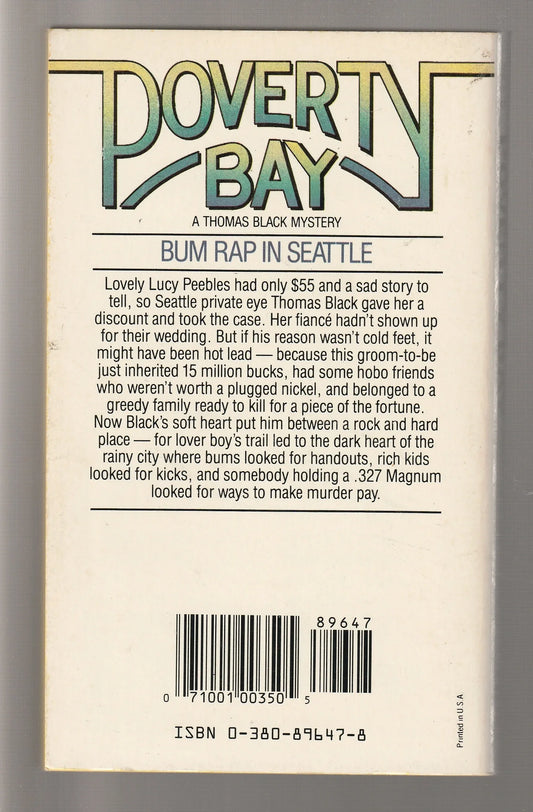 POVERTY
BAY
A THOMAS BLACK MYSTERY
BUM RAP IN SEATTLE
Lovely Lucy Peebles had only $55 and a sad story to
tell, so Seattle private eye Thomas Black gave her a
discount and took the case. Her fiancé hadn't shown up
for their wedding. But if his reason wasn't cold feet, it
might have been hot lead — because this groom-to-be
just inherited 15 million bucks, had some hobo friends
who weren't worth a plugged nickel, and belonged to a
greedy family ready to kill for a piece of the fortune.
Now Black's soft heart put him between a rock and hard
place — for lover boy's trail led to the dark heart of the
rainy city where bums looked for handouts, rich kids
looked for kicks, and somebody holding a .327 Magnum
looked for ways to make murder pay.
89647
0 71001 00350 5
ISBN 0-380-89647-8
Printed in U.S.A